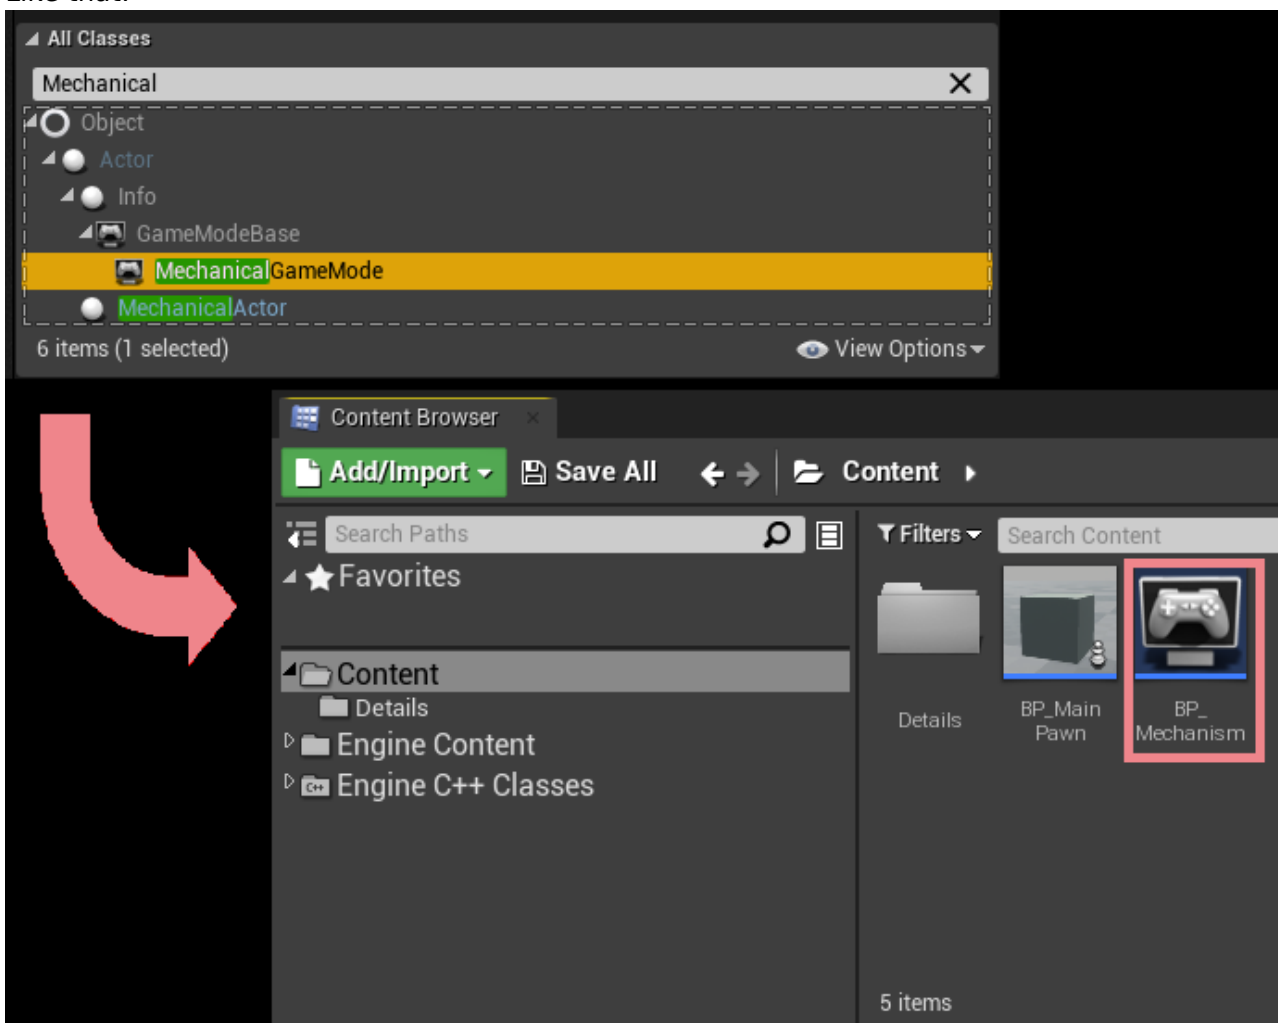 Like that:
All Classes
Mechanical
Object
Actor
Info
GameModeBase
MechanicalGameMode
MechanicalActor
6 items (1 selected)
View Options
Content Browser
Add/Import
Save All
Content
Search Paths
Filters
Search Content
Favorites
Content
Details
Engine Content
C++ Engine C++ Classes
Details
BP_Main
Pawn
BP_
Mechanism
5 items